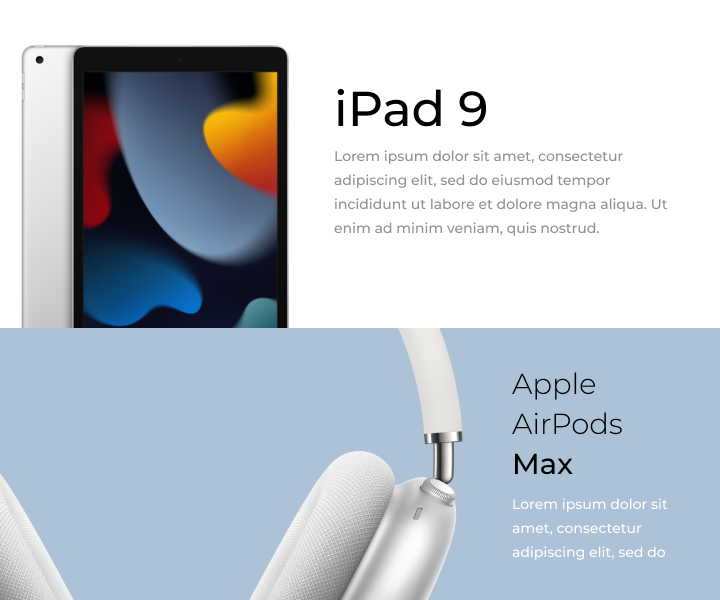 iPad 9
Lorem ipsum dolor sit amet, consectetur
adipiscing elit, sed do eiusmod tempor
incididunt ut labore et dolore magna aliqua. Ut
enim ad minim veniam, quis nostrud.
Apple
AirPods
Max
Lorem ipsum dolor sit
amet, consectetur
adipiscing elit, sed do